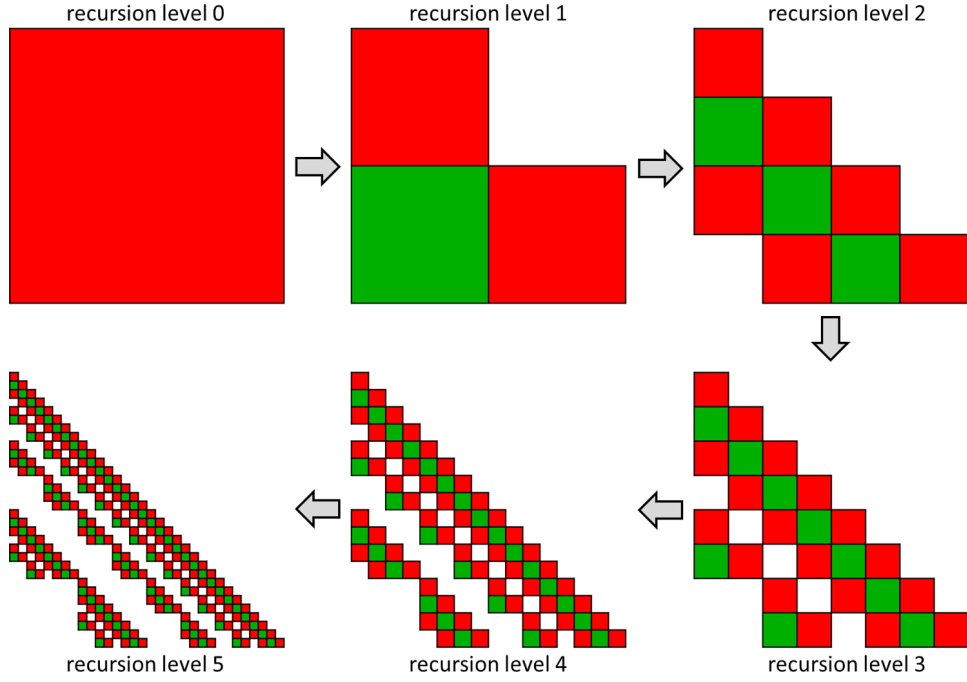 recursion level 0
recursion level 1
recursion level 2
recursion level 5
recursion level 4
recursion level 3